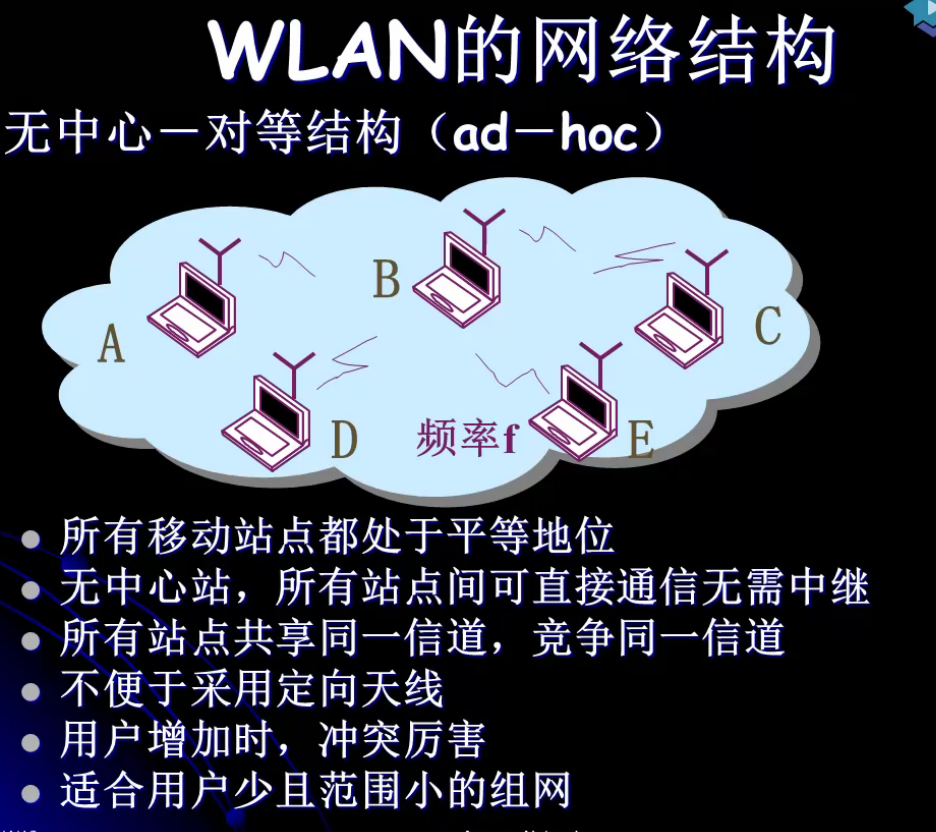 WLAN的网络结构
无中心－对等结构（ad－hoc）
B
C
A
D
频率f
E
所有移动站点都处于平等地位
无中心站，所有站点间可直接通信无需中继
所有站点共享同一信道，竞争同一信道
不便于采用定向天线
用户增加时，冲突厉害
适合用户少且范围小的组网